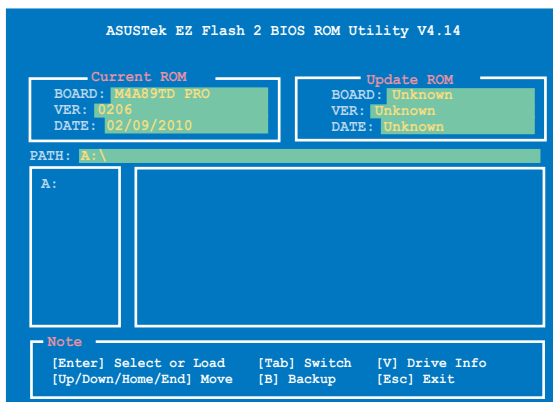 ASUSTek EZ Flash 2 BIOS ROM Utility V4.14
Current ROM
BOARD: M4A89TD PRO
VER: 0206
DATE: 02/09/2010
Update ROM
BOARD: Unknown
VER: Unknown
DATE: Unknown
PATH: A:\
A:
Note
[Enter] Select or Load [Tab] Switch [V] Drive Info
[Up/Down/Home/End] Move [B] Backup [Esc] Exit